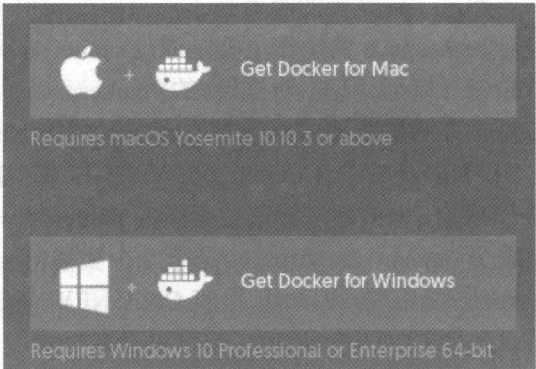 Get Docker for Mac
Requires macOS Yosemite 10.10.3 or above
Get Docker for Windows
Requires Windows 10 Professional or Enterprise 64-bit